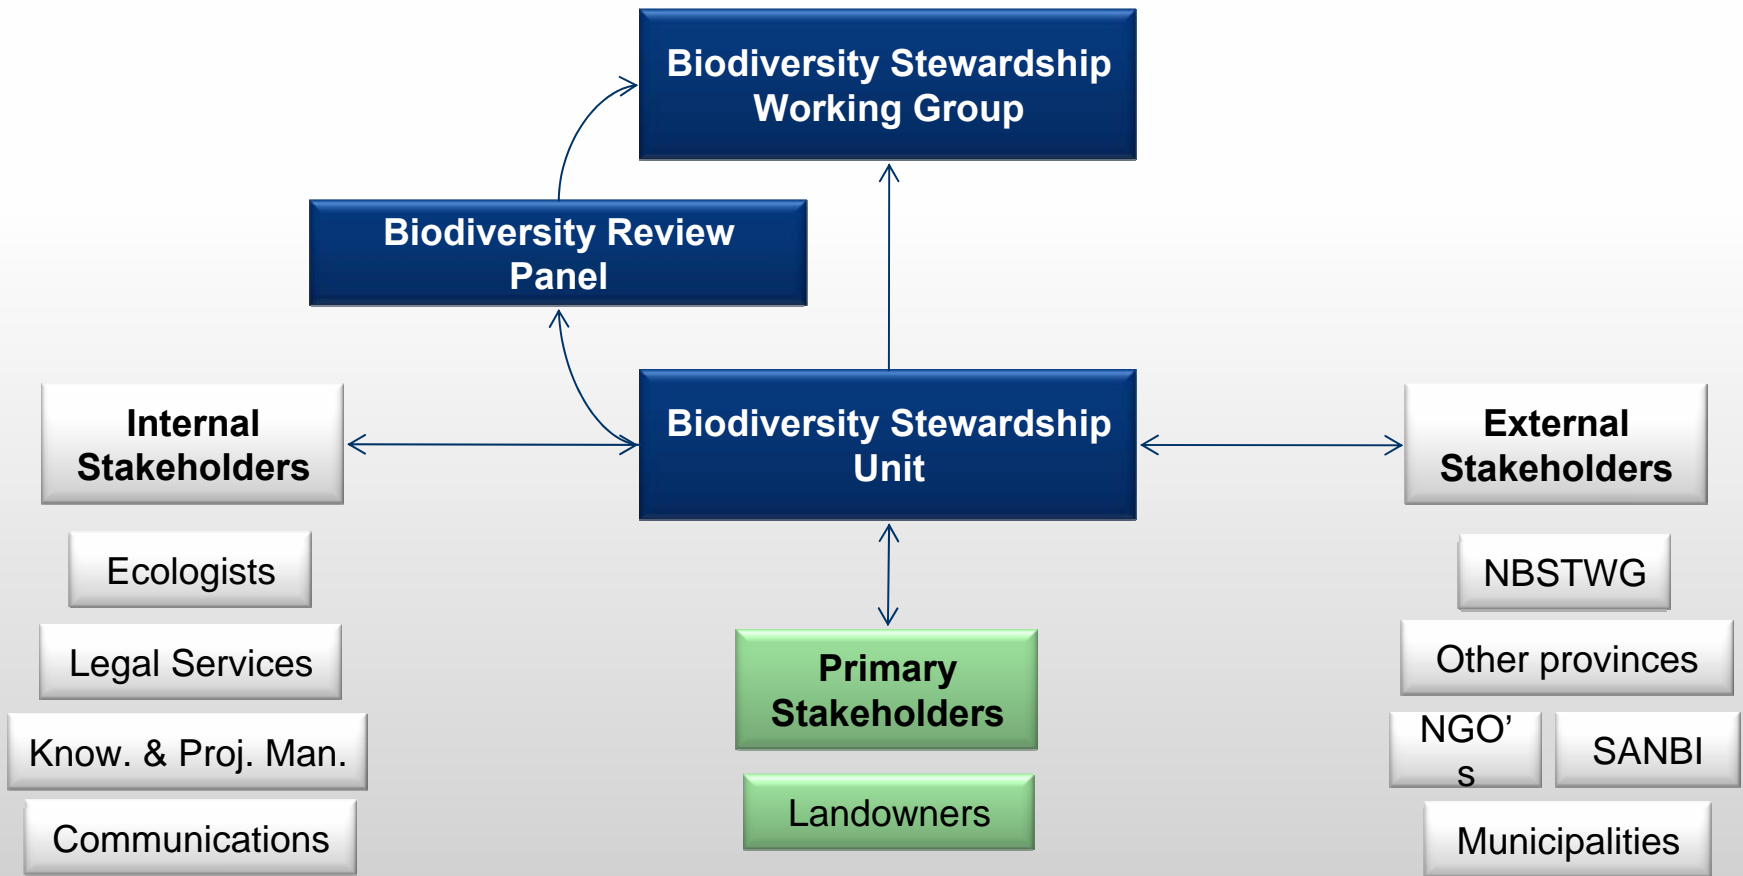 Biodiversity Stewardship
Working Group
Biodiversity Review
Panel
Internal
Stakeholders
Biodiversity Stewardship
Unit
External
Stakeholders
Ecologists
Legal Services
Know. & Proj. Man.
Communications
Primary
Stakeholders
Landowners
NBSTWG
Other provinces
NGO’
s
SANBI
Municipalities